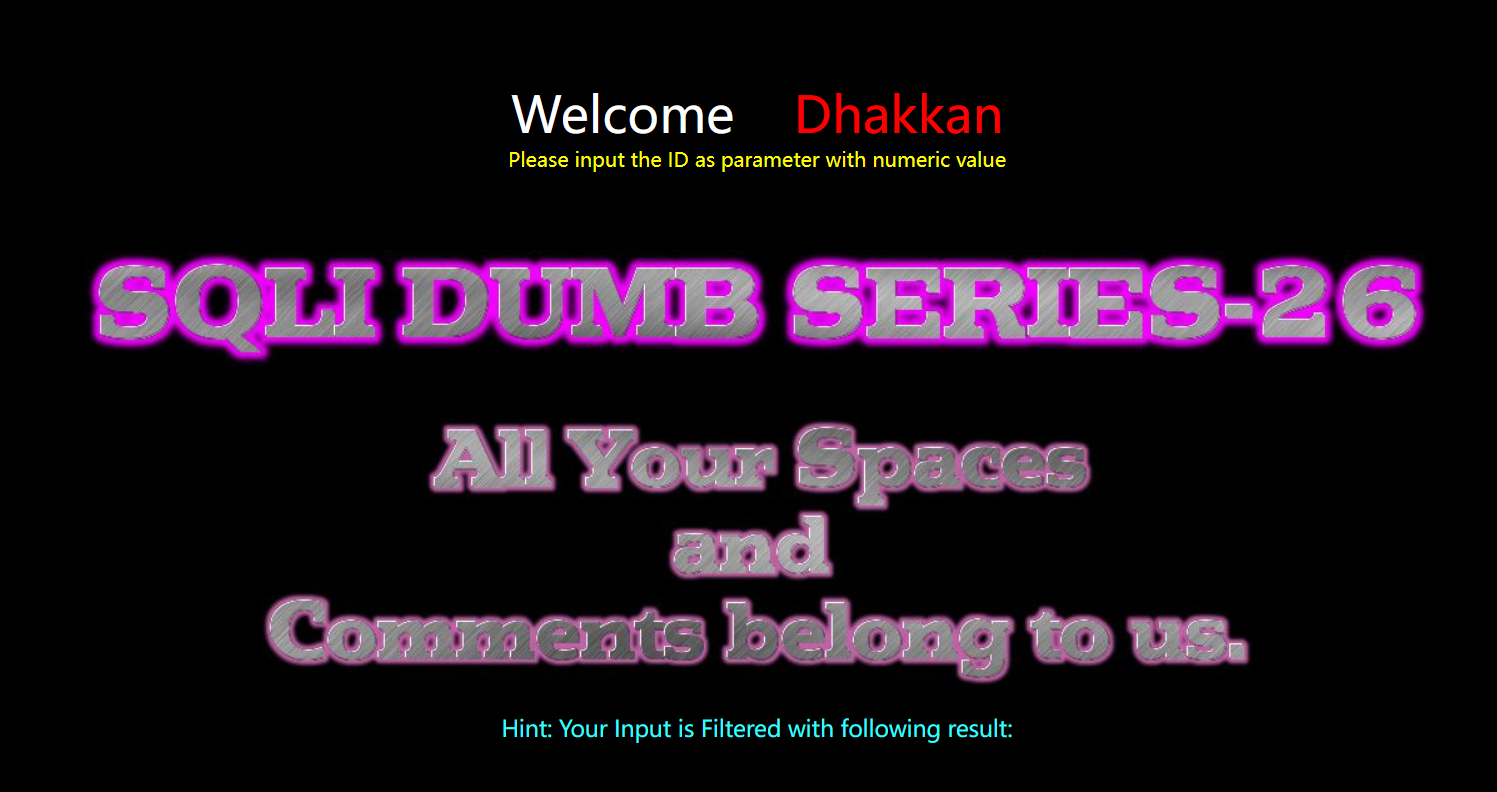 Welcome Dhakkan
Please input the ID as parameter with numeric value
SQLI DUMB SERIES-26
All Your Spaces
and
Comments belong to us.
Hint: Your Input is Filtered with following result: